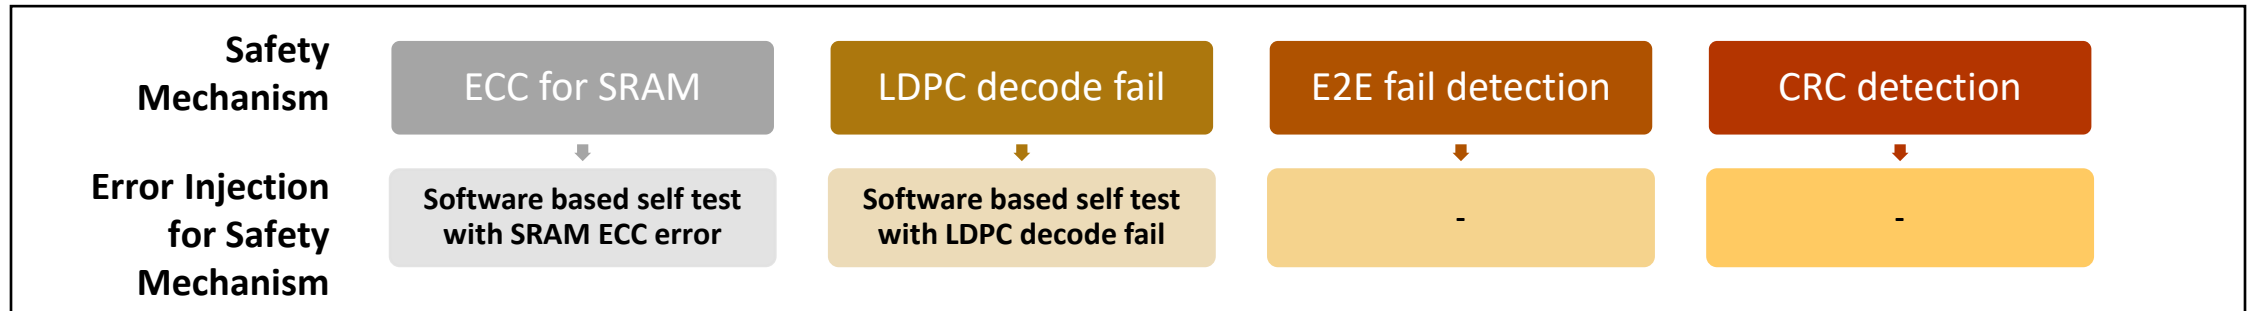 Safety
Mechanism
ECC for SRAM
LDPC decode fail
E2E fail detection
CRC detection
Error Injection
for Safety
Mechanism
Software based self test
with SRAM ECC error
Software based self test
with LDPC decode fail
-
-